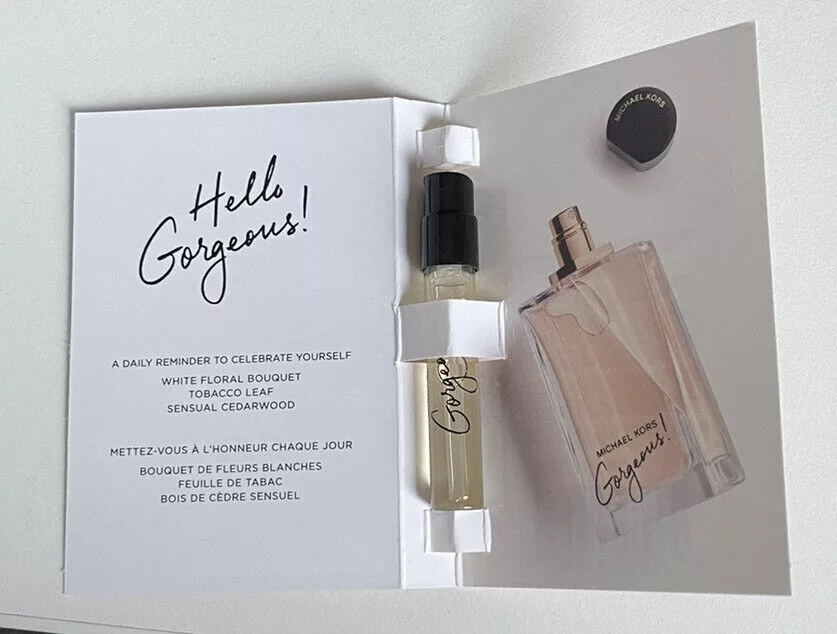 Hello
Gorgeous!
A DAILY REMINDER TO CELEBRATE YOURSELF
WHITE FLORAL BOUQUET
TOBACCO LEAF
SENSUAL CEDARWOOD
METTEZ-VOUS À L'HONNEUR CHAQUE JOUR
BOUQUET DE FLEURS BLANCHES
FEUILLE DE TABAC
BOIS DE CÈDRE SENSUEL
Gorgeo
MICHAEL KORS
MICHAEL KORS
Gorgeous!